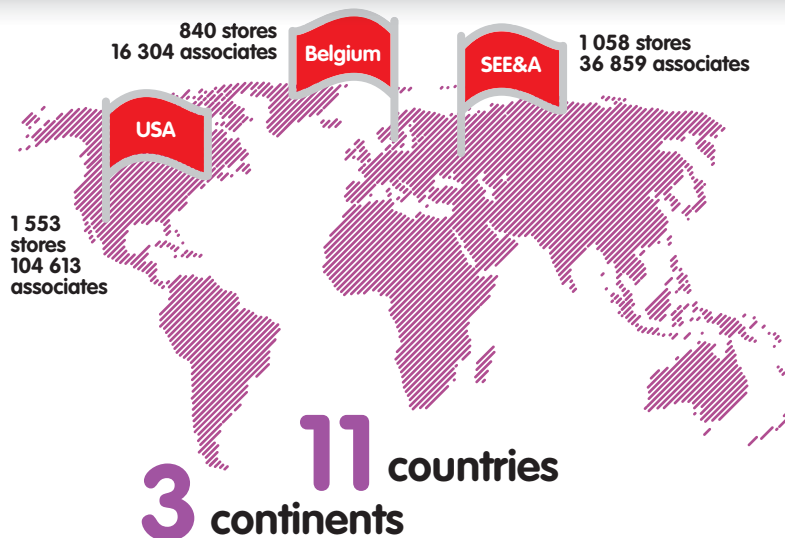 840 stores
16 304 associates
Belgium
SEE&A
1 058 stores
36 859 associates
USA
1 553
stores
104 613
associates
11 countries
3 continents